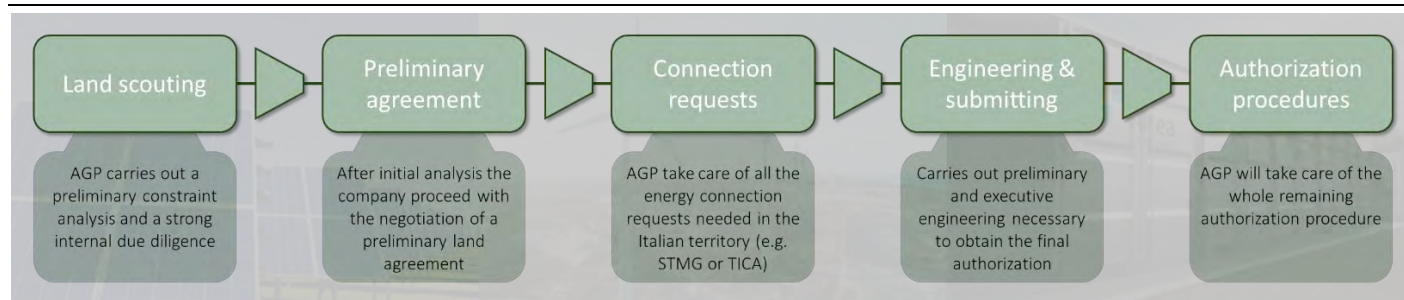 Land scouting
Preliminary
agreement
Connection
requests
Engineering &
submitting
Authorization
procedures
AGP carries out a
preliminary constraint
analysis and a strong
internal due diligence
After initial analysis the
company proceed with
the negotiation of a
preliminary land
agreement
AGP take care of all the
energy connection
requests needed in the
Italian territory (e.g.
STMG or TICA)
Carries out preliminary
and executive
engineering necessary
to obtain the final
authorization
AGP will take care of the
whole remaining
authorization procedure